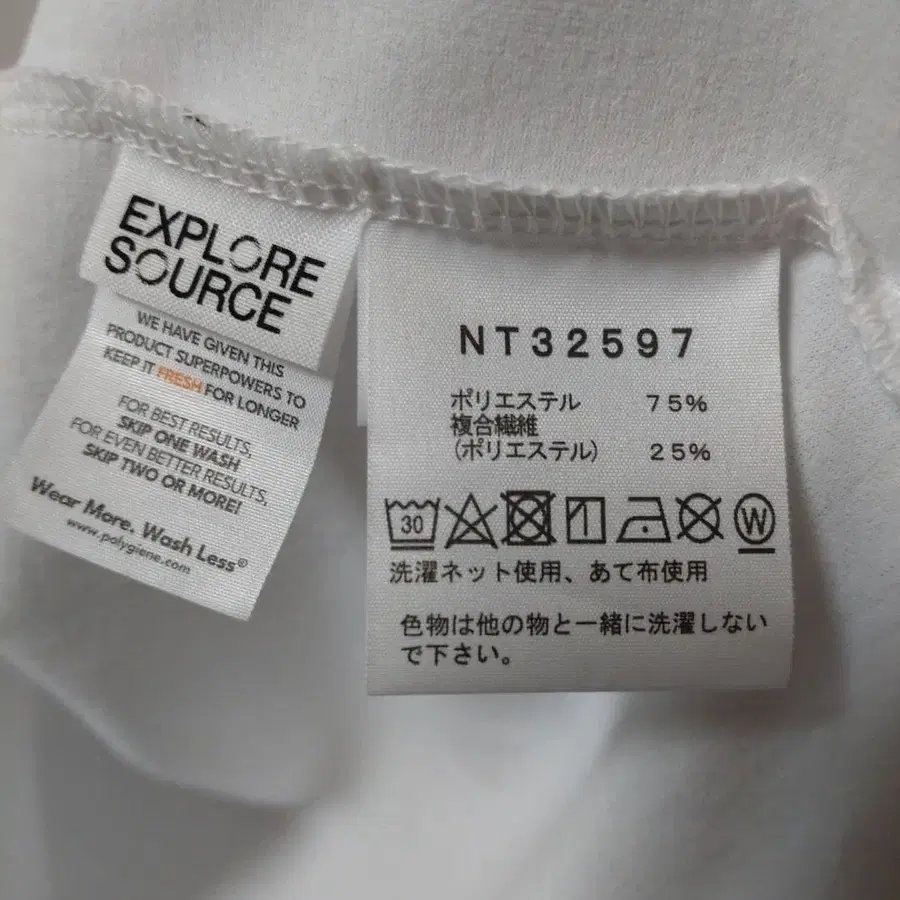 EXPLORE
SOURCE
WE HAVE GIVEN THIS
PRODUCT SUPERPOWERS TO
KEEP IT FRESH FOR LONGER
FOR BEST RESULTS,
SKIP ONE WASH
FOR EVEN BETTER RESULTS,
SKIP TWO OR MORE!
Wear More. Wash Less®
www.polygiene.com
NT32597
ポリエステル 75%
複合繊維
(ポリエステル) 25%
30 W
洗濯ネット使用、あて布使用
色物は他の物と一緒に洗濯しない
で下さい。